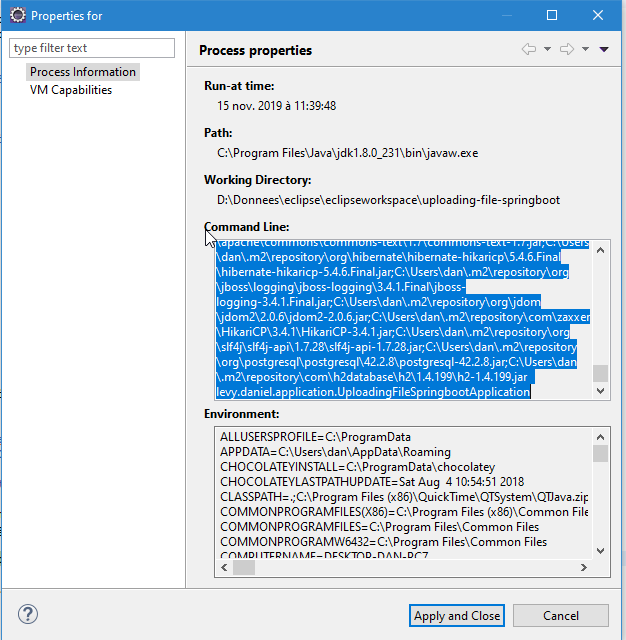 Properties for
type filter text
Process Information
VM Capabilities
Process properties
Run-at time:
15 nov. 2019 à 11:39:48
Path:
C:\Program Files\Java\jdk1.8.0_231\bin\javaw.exe
Working Directory:
D:\Donnees\eclipse\eclipseworkspace\uploading-file-springboot
Command Line:
\apache\commons\commons-text\1.7\commons-text-1.7.jar;C:\Users
\dan\.m2\repository\org\hibernate\hibernate-hikaricp\5.4.6.Final
\hibernate-hikaricp-5.4.6.Final.jar;C:\Users\dan\.m2\repository\org
\jboss\logging\jboss-logging\3.4.1.Final\jboss-
logging-3.4.1.Final.jar;C:\Users\dan\.m2\repository\org\jdom
\jdom2\2.0.6\jdom2-2.0.6.jar;C:\Users\dan\.m2\repository\com\zaxxer
\HikariCP\3.4.1\HikariCP-3.4.1.jar;C:\Users\dan\.m2\repository\org
\slf4j\slf4j-api\1.7.28\slf4j-api-1.7.28.jar;C:\Users\dan\.m2\repository
\org\postgresql\postgresql\42.2.8\postgresql-42.2.8.jar;C:\Users\dan
\.m2\repository\com\h2database\h2\1.4.199\h2-1.4.199.jar
levy.daniel.application.UploadingFileSpringbootApplication
Environment:
ALLUSERSPROFILE=C:\ProgramData
APPDATA=C:\Users\dan\AppData\Roaming
CHOCOLATEYINSTALL=C:\ProgramData\chocolatey
CHOCOLATEYLASTPATHUPDATE=Sat Aug  4 10:54:51 2018
CLASSPATH=.;C:\Program Files (x86)\QuickTime\QTSystem\QTJava.zip
COMMONPROGRAMFILES(X86)=C:\Program Files (x86)\Common File
COMMONPROGRAMFILES=C:\Program Files\Common Files
COMMONPROGRAMW6432=C:\Program Files\Common Files
COMPUTERNAME=DESKTOP-DAN-PC7
?
Apply and Close
Cancel